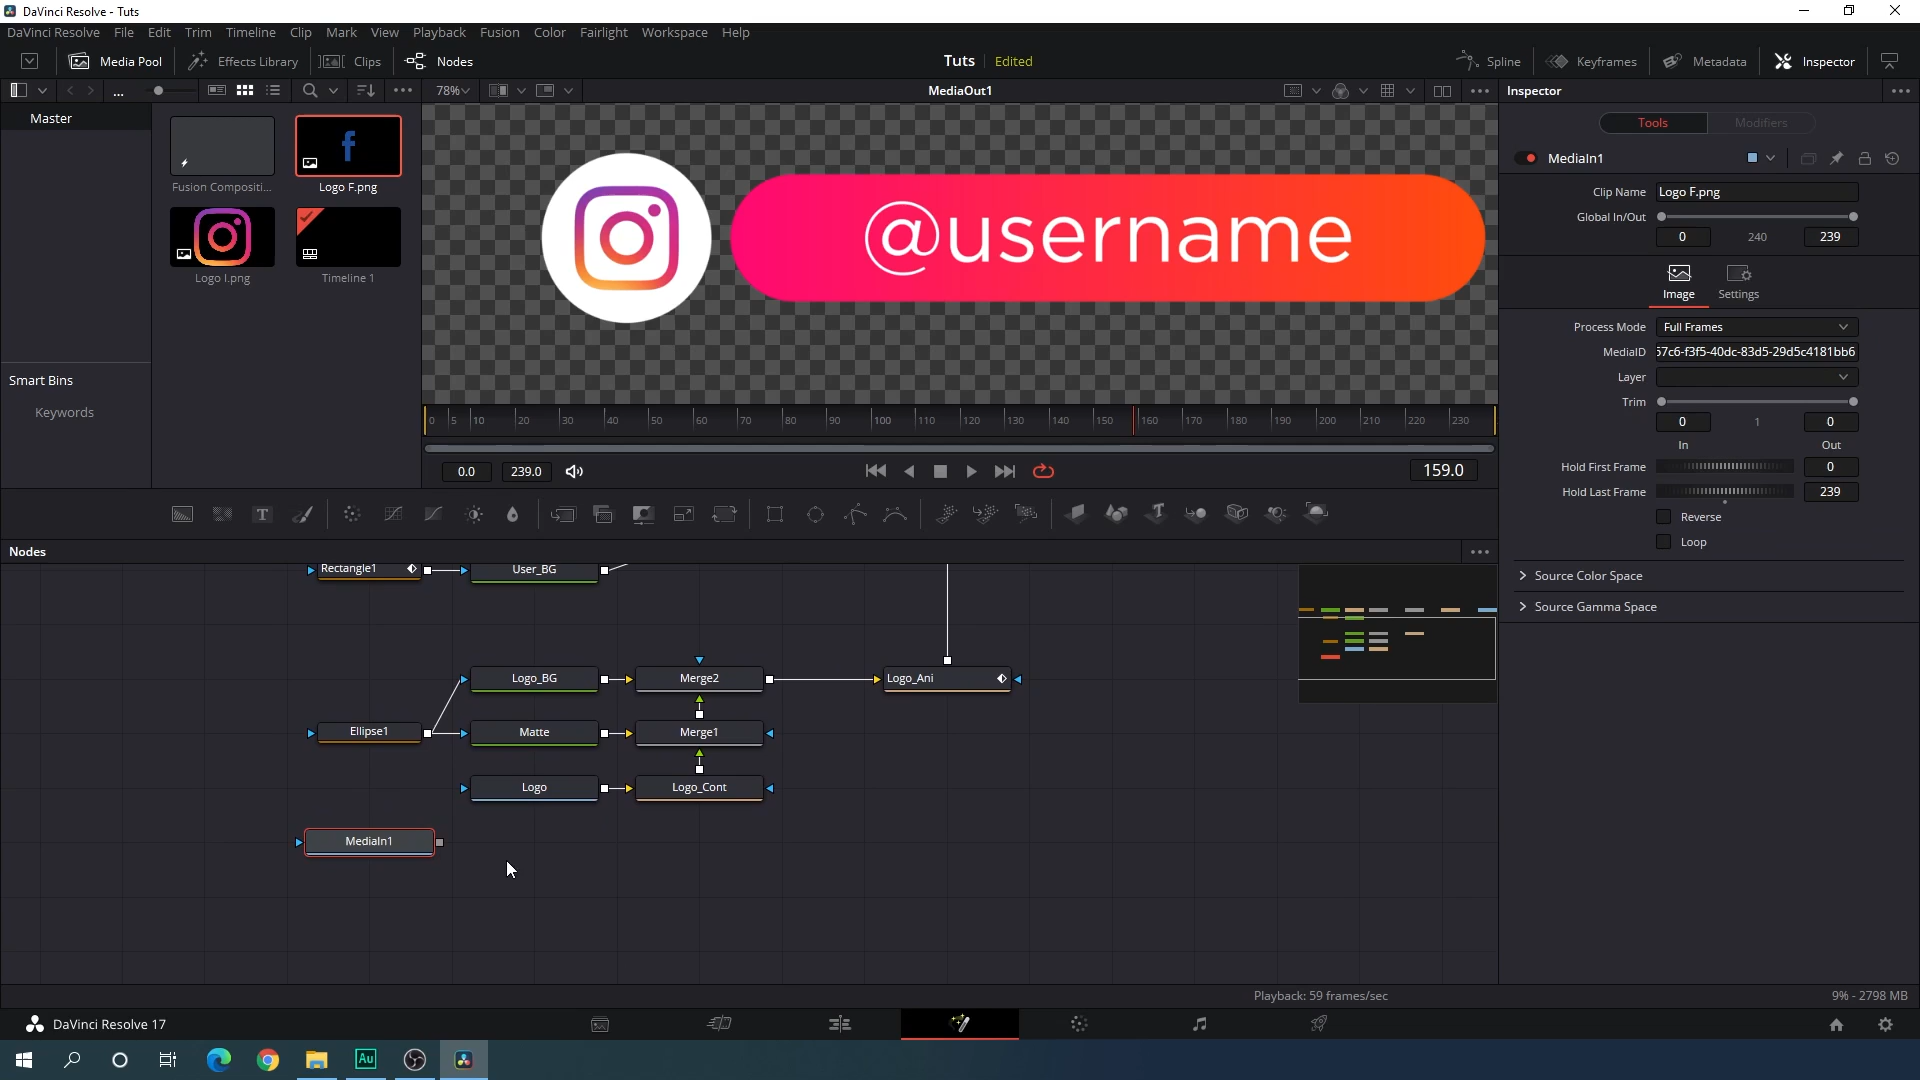 DaVinci Resolve - Tuts
DaVinci Resolve File Edit Trim Timeline Clip Mark View Playback Fusion Color Fairlight Workspace Help
Media Pool Effects Library Clips Nodes Tuts Edited Spline Keyframes Metadata Inspector
... 78% MediaOut1 Inspector
Master
Tools Modifiers
MediaIn1
Fusion Compositi... Logo F.png
Clip Name Logo F.png
Global In/Out
0 240 239
@username
Logo I.png Timeline 1
Image Settings
Process Mode Full Frames
MediaID 57c6-f3f5-40dc-83d5-29d5c4181bb6
Layer
Trim
0 1 0
In Out
Hold First Frame 0
Hold Last Frame 239
Reverse
Loop
Source Color Space
Source Gamma Space
Smart Bins
Keywords
0 5 10 20 30 40 50 60 70 80 90 100 110 120 130 140 150 160 170 180 190 200 210 220 230
0.0 239.0 159.0
T
Nodes
Rectangle1 User_BG
Logo_BG Merge2 Logo_Ani
Ellipse1 Matte Merge1
Logo Logo_Cont
MediaIn1
Playback: 59 frames/sec 9% - 2798 MB
DaVinci Resolve 17
Au